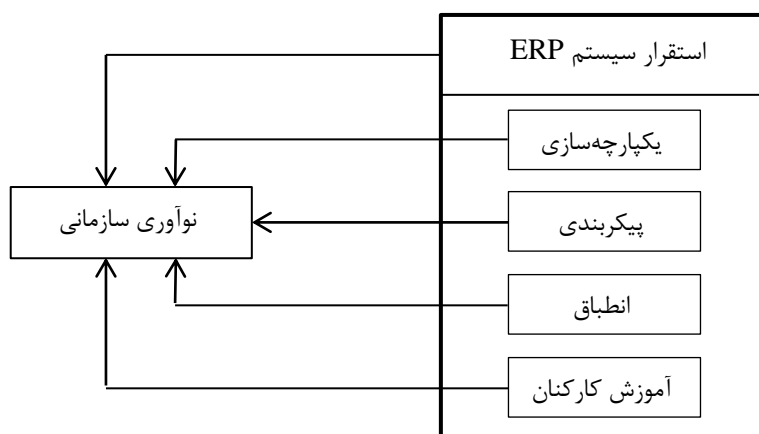 استقرار سیستم ERP
یکپارچه‌سازی
نوآوری سازمانی
پیکربندی
انطباق
آموزش کارکنان